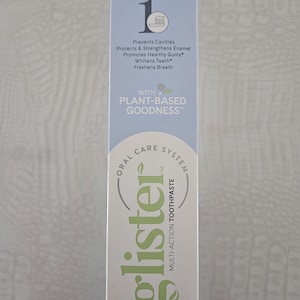 1
Prevents Cavities
Protects & Strengthens Enamel
Promotes Healthy Gums*
Whitens Teeth*
Freshens Breath
WITH
PLANT-BASED
GOODNESS
ORAL CARE SYSTEM
glister™
MULTI-ACTION TOOTHPASTE